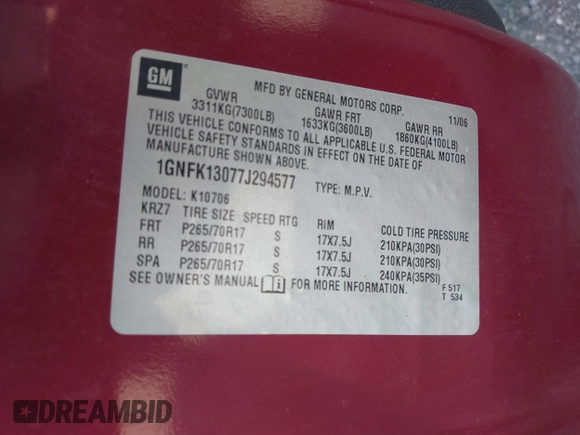 GM
MFD BY GENERAL MOTORS CORP. 11/06
GVWR GAWR FRT GAWR RR
3311KG(7300LB) 1633KG(3600LB) 1860KG(4100LB)
THIS VEHICLE CONFORMS TO ALL APPLICABLE U.S. FEDERAL MOTOR
VEHICLE SAFETY STANDARDS IN EFFECT ON THE DATE OF
MANUFACTURE SHOWN ABOVE.
1GNFK13077J294577 TYPE: M.P.V.
MODEL: K10706
KRZ7 TIRE SIZE SPEED RTG RIM COLD TIRE PRESSURE
FRT P265/70R17 S 17X7.5J 210KPA(30PSI)
RR P265/70R17 S 17X7.5J 210KPA(30PSI)
SPA P265/70R17 S 17X7.5J 240KPA(35PSI)
SEE OWNER'S MANUAL FOR MORE INFORMATION. F 517
T 534
DREAMBID